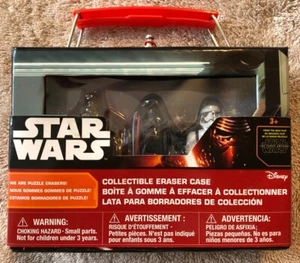 3+
STAR
WARS
COLLECTIBLE ERASER CASE
BOÎTE À GOMME À EFFACER À COLLECTIONNER
LATA PARA BORRADORES DE COLECCIÓN
Disney
WE ARE PUZZLE ERASERS!
NOUS SOMMES GOMMES DE PUZZLE!
¡ESTAMOS BORRADORES DE PUZZLE!
WARNING:
CHOKING HAZARD - Small parts.
Not for children under 3 years.
AVERTISSEMENT :
RISQUE D'ÉTOUFFEMENT -
Petites pièces. N'est pas indiqué
pour enfants sous 3 ans.
ADVERTENCIA:
PELIGRO DE ASFIXIA;
Piezas pequeñas. No es para
niños menores de 3 años.